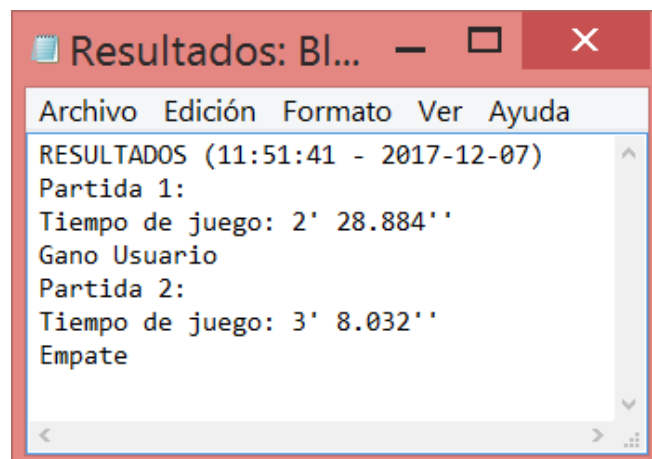 Resultados: Bl...
Archivo Edición Formato Ver Ayuda
RESULTADOS (11:51:41 - 2017-12-07)
Partida 1:
Tiempo de juego: 2' 28.884''
Gano Usuario
Partida 2:
Tiempo de juego: 3' 8.032''
Empate